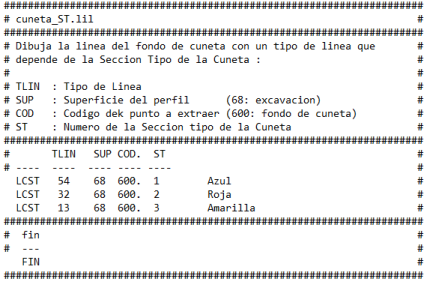 ######################################################################
# cuneta_ST.lil #
######################################################################
# Dibuja la linea del fondo de cuneta con un tipo de linea que #
# depende de la Seccion Tipo de la Cuneta : #
# #
# TLIN : Tipo de Linea #
# SUP : Superficie del perfil (68: excavacion) #
# COD : Codigo dek punto a extraer (600: fondo de cuneta) #
# ST : Numero de la Seccion tipo de la Cuneta #
######################################################################
# TLIN SUP COD. ST #
# ---- ---- ---- ---- ---- #
LCST 54 68 600. 1 Azul
LCST 32 68 600. 2 Roja
LCST 13 68 600. 3 Amarilla
######################################################################
# fin #
# --- #
FIN #
######################################################################